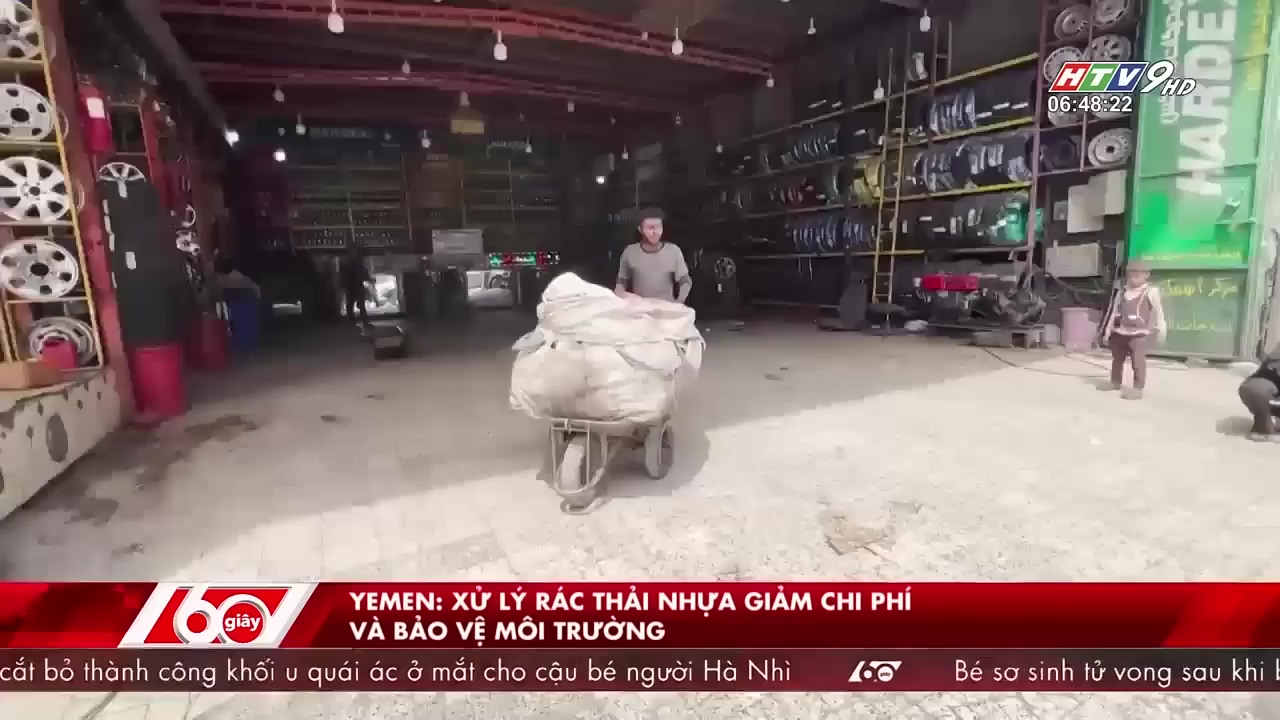 HTV9HD
06:48:22
HARDEX
60
giây
YEMEN: XỬ LÝ RÁC THẢI NHỰA GIẢM CHI PHÍ
VÀ BẢO VỆ MÔI TRƯỜNG
cắt bỏ thành công khối u quái ác ở mắt cho cậu bé người Hà Nhì
60 giây
Bé sơ sinh tử vong sau khi b